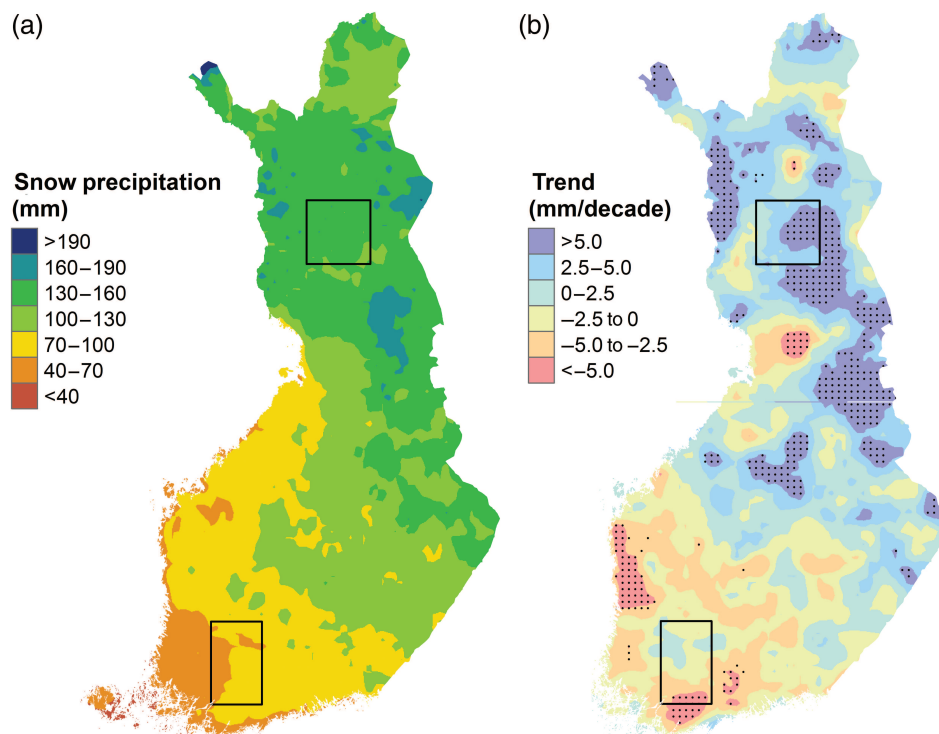 (a)
Snow precipitation
(mm)
>190
160–190
130–160
100–130
70–100
40–70
<40
(b)
Trend
(mm/decade)
>5.0
2.5–5.0
0–2.5
–2.5 to 0
–5.0 to –2.5
<–5.0